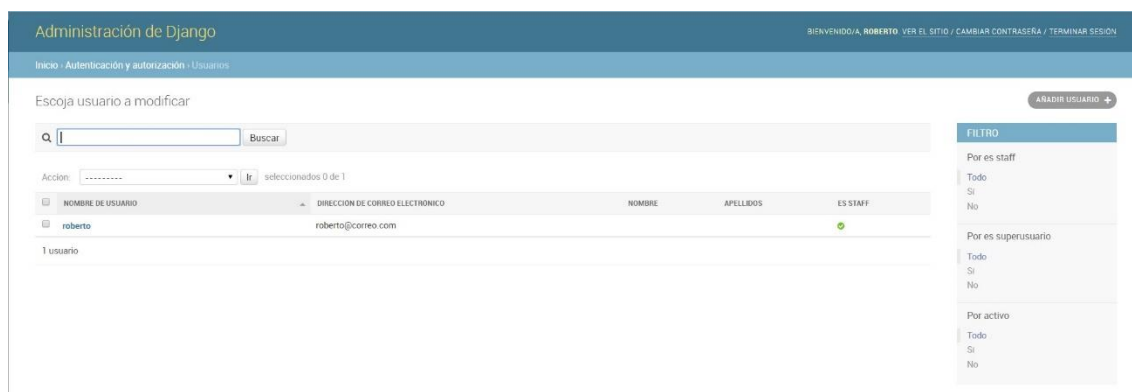 Administración de Django
BIENVENIDO/A, ROBERTO. VER EL SITIO / CAMBIAR CONTRASEÑA / TERMINAR SESIÓN
Inicio › Autenticación y autorización › Usuarios
Escoja usuario a modificar
AÑADIR USUARIO +
Buscar
Acción: --------- Ir seleccionados 0 de 1
NOMBRE DE USUARIO DIRECCIÓN DE CORREO ELECTRÓNICO NOMBRE APELLIDOS ES STAFF
roberto roberto@correo.com
1 usuario
FILTRO
Por es staff
Todo
Sí
No
Por es superusuario
Todo
Sí
No
Por activo
Todo
Sí
No